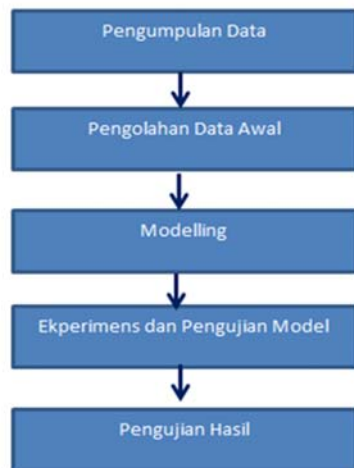 Pengumpulan Data
Pengolahan Data Awal
Modelling
Ekperimens dan Pengujian Model
Pengujian Hasil